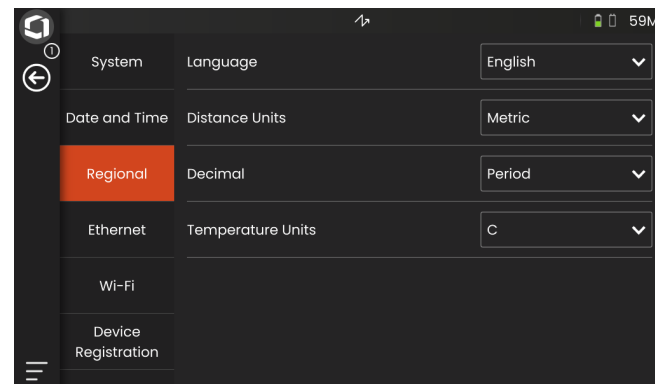 59M
1
System
Language
English
Date and Time
Distance Units
Metric
Regional
Decimal
Period
Ethernet
Temperature Units
C
Wi-Fi
Device
Registration